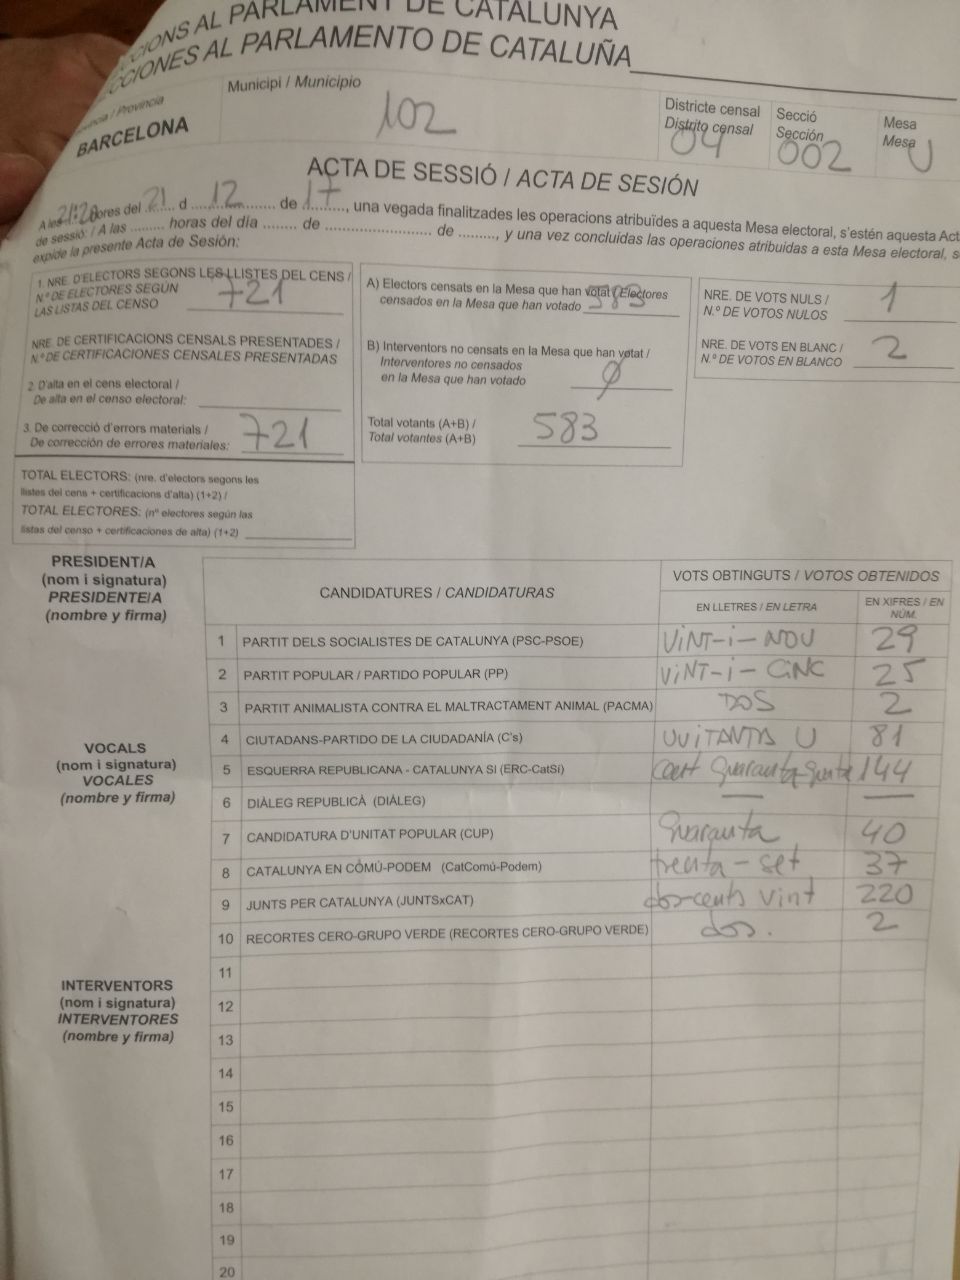 CIONS AL PARLAMENT DE CATALUNYA
CCIONES AL PARLAMENTO DE CATALUÑA
Província / Provincia
BARCELONA
Municipi / Municipio
102
Districte censal
Distrito censal
04
Secció
Sección
002
Mesa
Mesa
U
ACTA DE SESSIÓ / ACTA DE SESIÓN
A les 21:20 hores del 21 d 12 de 17, una vegada finalitzades les operacions atribuïdes a aquesta Mesa electoral, s'estén aquesta Act
de sessió: / A las ......... horas del día ........ de .......................... de ........., y una vez concluidas las operaciones atribuidas a esta Mesa electoral, s
expide la presente Acta de Sesión:
1. NRE. D'ELECTORS SEGONS LES LLISTES DEL CENS /
N.º DE ELECTORES SEGÚN
LAS LISTAS DEL CENSO
721
NRE. DE CERTIFICACIONS CENSALS PRESENTADES /
N.º DE CERTIFICACIONES CENSALES PRESENTADAS
2. D'alta en el cens electoral /
De alta en el censo electoral:
3. De correcció d'errors materials /
De corrección de errores materiales:
721
TOTAL ELECTORS: (nre. d'electors segons les
llistes del cens + certificacions d'alta) (1+2) /
TOTAL ELECTORES: (nº electores según las
listas del censo + certificaciones de alta) (1+2)
A) Electors censats en la Mesa que han votat / Electores
censados en la Mesa que han votado
583
B) Interventors no censats en la Mesa que han votat /
Interventores no censados
en la Mesa que han votado
0
Total votants (A+B) /
Total votantes (A+B)
583
NRE. DE VOTS NULS /
N.º DE VOTOS NULOS
1
NRE. DE VOTS EN BLANC /
N.º DE VOTOS EN BLANCO
2
PRESIDENT/A
(nom i signatura)
PRESIDENTE/A
(nombre y firma)
VOCALS
(nom i signatura)
VOCALES
(nombre y firma)
INTERVENTORS
(nom i signatura)
INTERVENTORES
(nombre y firma)
CANDIDATURES / CANDIDATURAS
VOTS OBTINGUTS / VOTOS OBTENIDOS
EN LLETRES / EN LETRA
EN XIFRES / EN NÚM.
1 PARTIT DELS SOCIALISTES DE CATALUNYA (PSC-PSOE) ViNT-i-NOU 29
2 PARTIT POPULAR / PARTIDO POPULAR (PP) ViNT-i-CiNC 25
3 PARTIT ANIMALISTA CONTRA EL MALTRACTAMENT ANIMAL (PACMA) DOS 2
4 CIUTADANS-PARTIDO DE LA CIUDADANÍA (C's) U 81
5 ESQUERRA REPUBLICANA - CATALUNYA SI (ERC-CatSí) 144
6 DIÀLEG REPUBLICÀ (DIÀLEG) — —
7 CANDIDATURA D'UNITAT POPULAR (CUP) Quaranta 40
8 CATALUNYA EN COMÚ-PODEM (CatComú-Podem) trenta-set 37
9 JUNTS PER CATALUNYA (JUNTSxCAT) dos-cents vint 220
10 RECORTES CERO-GRUPO VERDE (RECORTES CERO-GRUPO VERDE) dos. 2
11
12
13
14
15
16
17
18
19
20